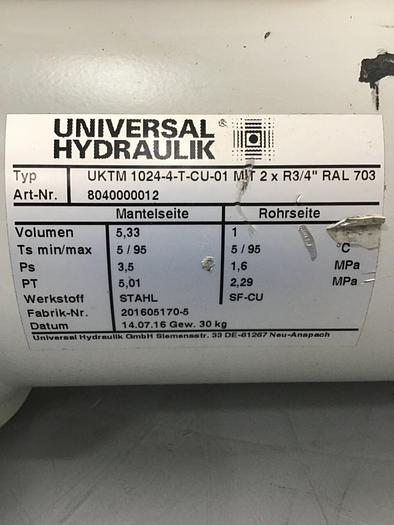 UNIVERSAL ®
HYDRAULIK
Typ UKTM 1024-4-T-CU-01 MIT 2 x R3/4" RAL 703
Art-Nr. 8040000012
Mantelseite Rohrseite
Volumen 5,33 1
Ts min/max 5 / 95 5 / 95 °C
Ps 3,5 1,6 MPa
PT 5,01 2,29 MPa
Werkstoff STAHL SF-CU
Fabrik-Nr. 201605170-5
Datum 14.07.16 Gew. 30 kg
Universal Hydraulik GmbH Siemensstr. 33 DE-61267 Neu-Anspach